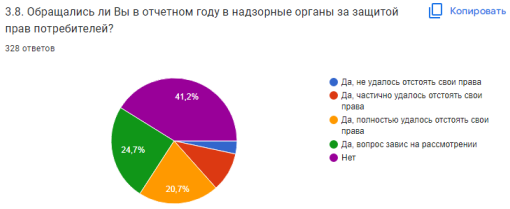 3.8. Обращались ли Вы в отчетном году в надзорные органы за защитой
Копировать
прав потребителей?
328 ответов
Да, не удалось отстоять свои права
Да, частично удалось отстоять свои
права
Да, полностью удалось отстоять свои
права
Да, вопрос завис на рассмотрении
Нет
41,2%
24,7%
20,7%